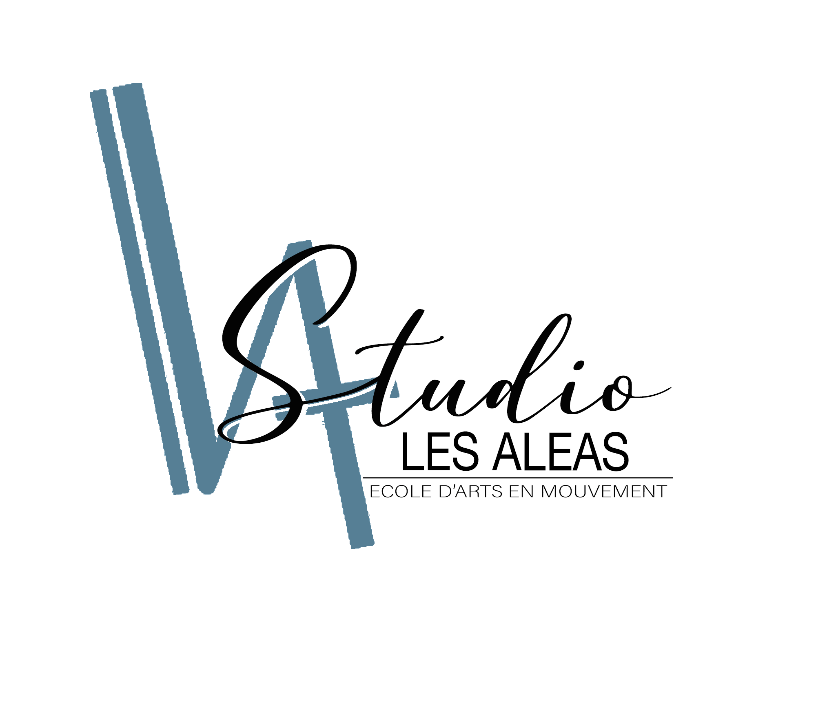 Studio
LES ALEAS
ECOLE D'ARTS EN MOUVEMENT